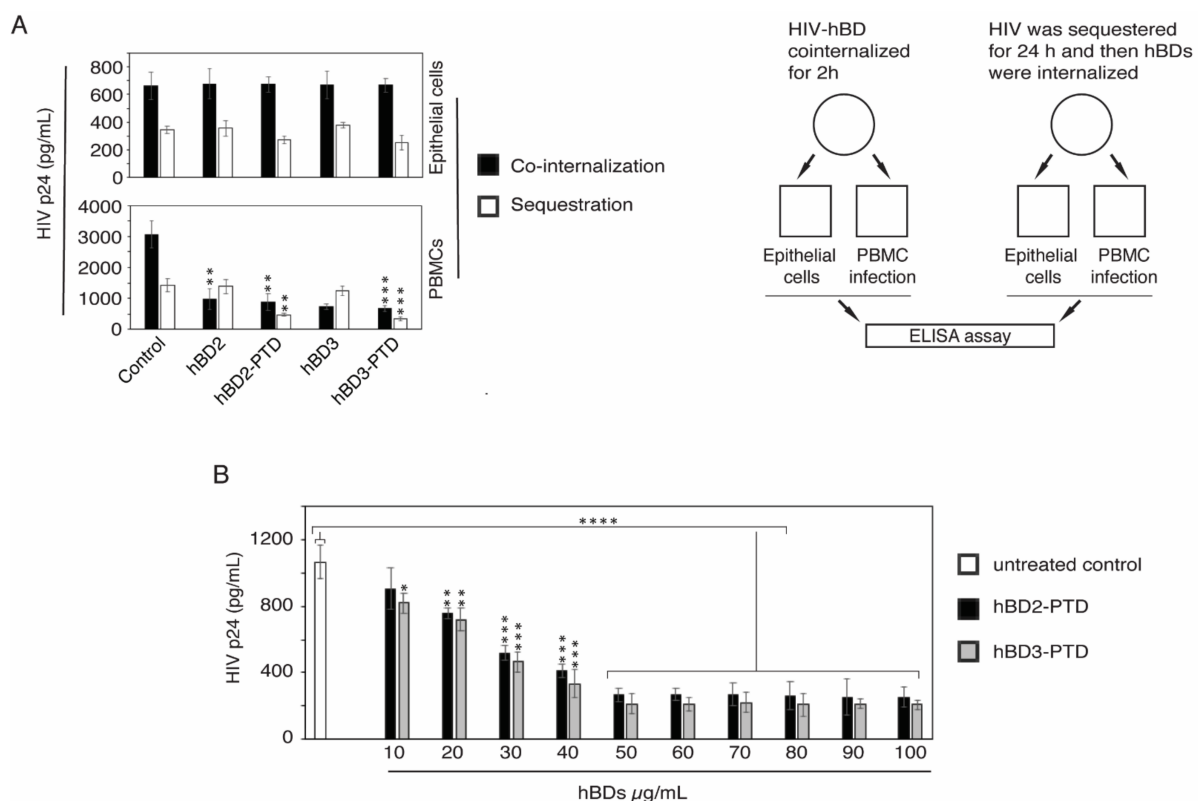 A
HIV p24 (pg/mL)
800
600
400
200
0
Epithelial cells
4000
3000
2000
1000
0
PBMCs
**
**
**
***
***
Control
hBD2
hBD2-PTD
hBD3
hBD3-PTD
Co-internalization
Sequestration
HIV-hBD
cointernalized
for 2h
Epithelial
cells
PBMC
infection
HIV was sequestered
for 24 h and then hBDs
were internalized
Epithelial
cells
PBMC
infection
ELISA assay
B
HIV p24 (pg/mL)
1200
800
400
0
*
**
**
***
***
***
***
****
10 20 30 40 50 60 70 80 90 100
hBDs µg/mL
untreated control
hBD2-PTD
hBD3-PTD